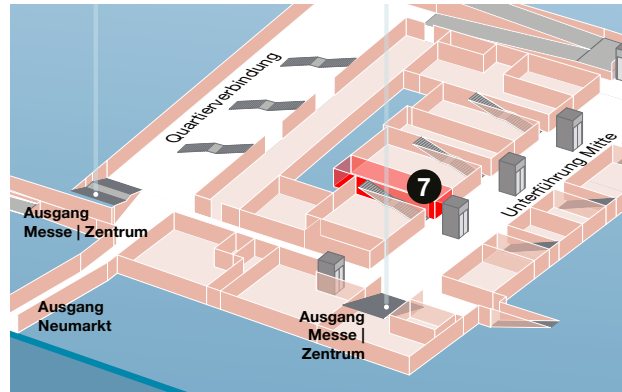 Quartierverbindung
Unterführung Mitte
7
Ausgang
Messe | Zentrum
Ausgang
Neumarkt
Ausgang
Messe |
Zentrum